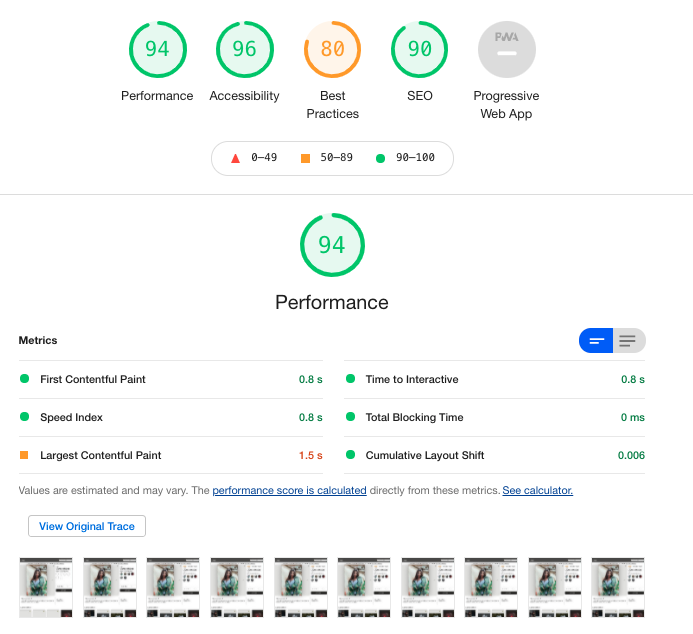 94
96
80
90
PWA
Performance
Accessibility
Best
Practices
SEO
Progressive
Web App
0–49
50–89
90–100
94
Performance
Metrics
First Contentful Paint 0.8 s
Time to Interactive 0.8 s
Speed Index 0.8 s
Total Blocking Time 0 ms
Largest Contentful Paint 1.5 s
Cumulative Layout Shift 0.006
Values are estimated and may vary. The performance score is calculated directly from these metrics. See calculator.
View Original Trace